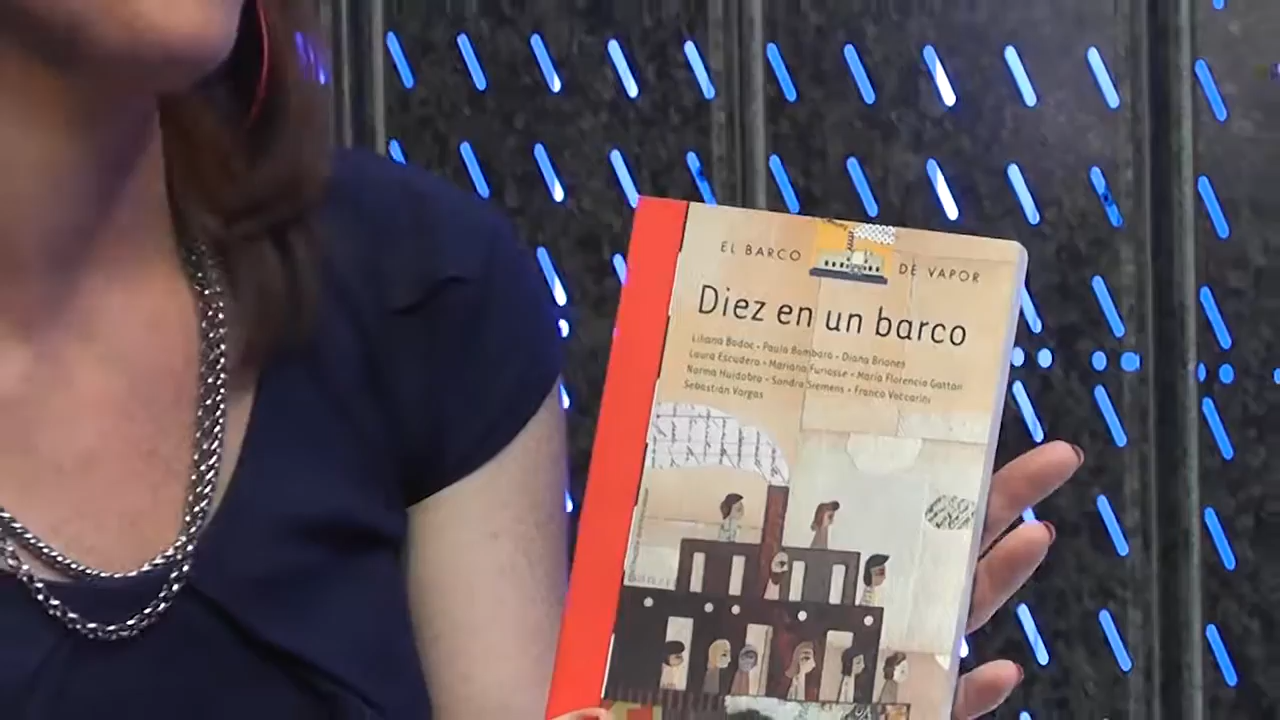 EL BARCO DE VAPOR
Diez en un barco
Liliana Bodoc - Paula Bombara - Diana Briones
Laura Escudero - Mariana Furiasse - María Florencia Gattari
Norma Huidobro - Sandra Siemens - Franco Vaccarini
Sebastián Vargas